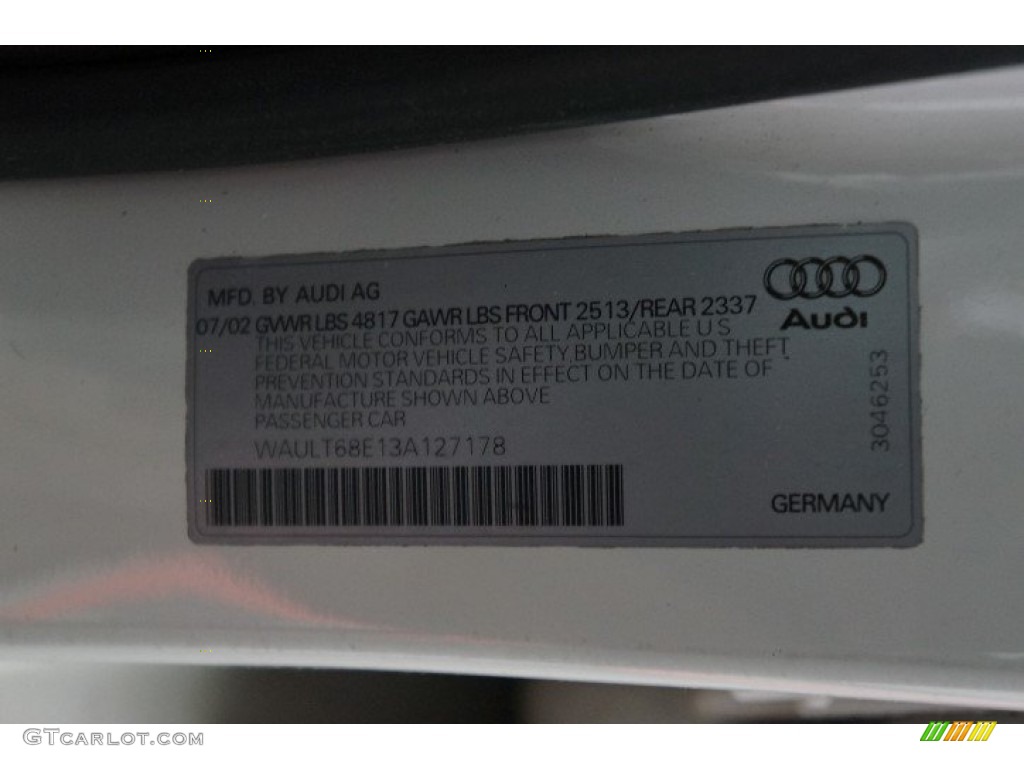 MFD. BY AUDI AG
07/02 GVWR LBS 4817 GAWR LBS FRONT 2513/REAR 2337
THIS VEHICLE CONFORMS TO ALL APPLICABLE U S
FEDERAL MOTOR VEHICLE SAFETY BUMPER AND THEFT
PREVENTION STANDARDS IN EFFECT ON THE DATE OF
MANUFACTURE SHOWN ABOVE
PASSENGER CAR
WAULT68E13A127178
Audi
3046253
GERMANY
GTCARLOT.COM